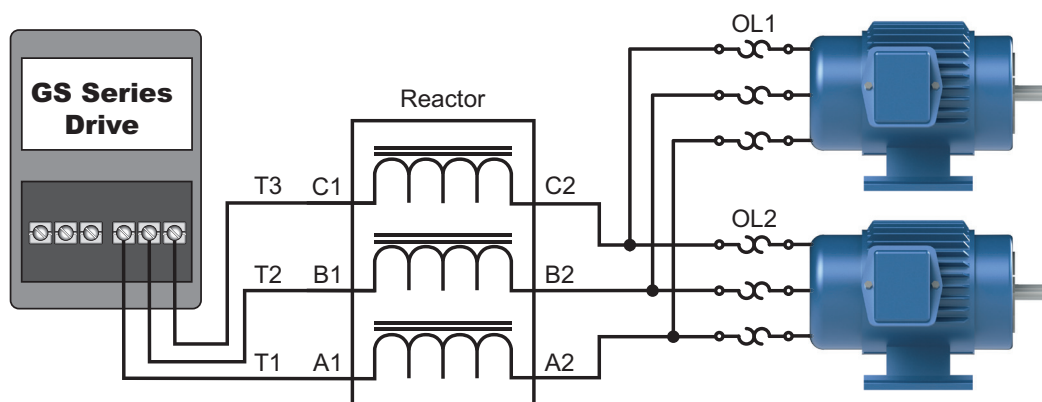 GS Series
Drive
Reactor
OL1
T3 C1 C2
OL2
T2 B1 B2
T1 A1 A2